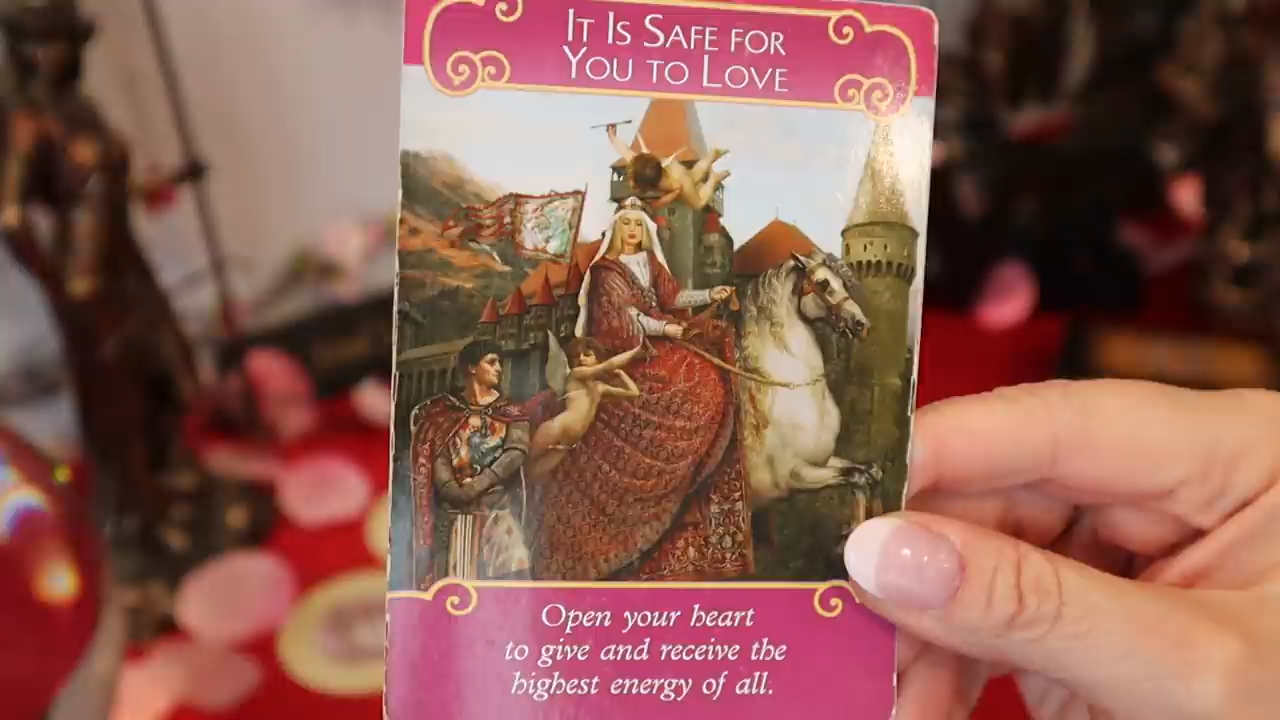 It Is Safe for
You to Love
Open your heart
to give and receive the
highest energy of all.